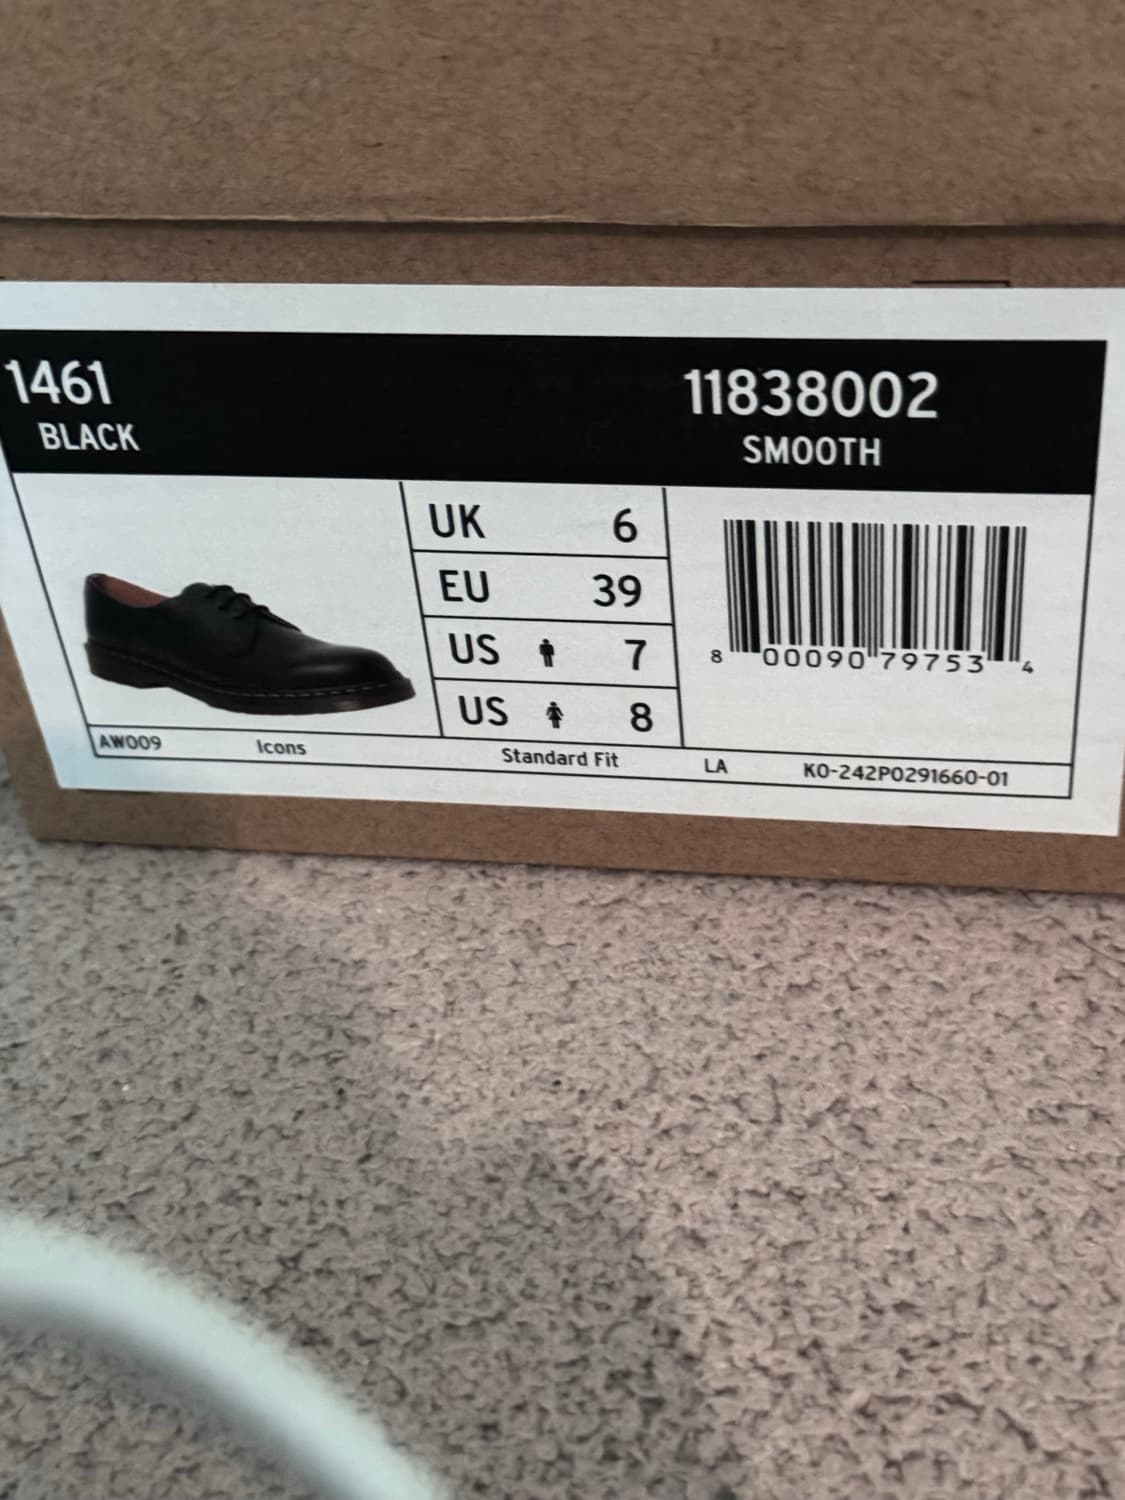 1461
BLACK
11838002
SMOOTH
UK 6
EU 39
US 7
US 8
8 00090 79753 4
AW009 Icons Standard Fit LA KO-242P0291660-01